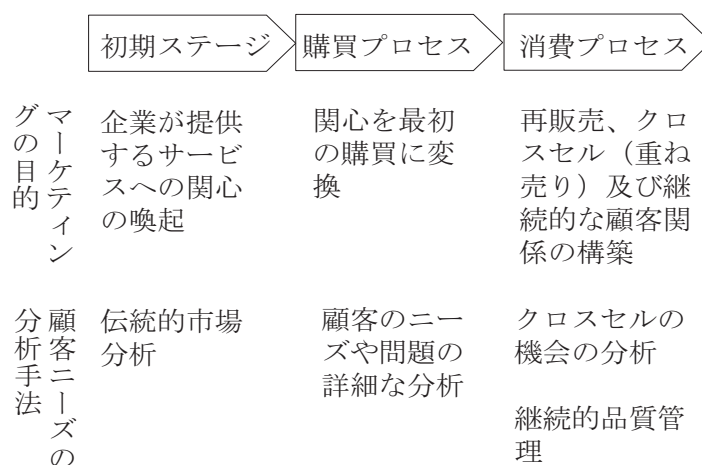 初期ステージ
購買プロセス
消費プロセス
マーケティン
グの目的
企業が提供
するサービ
スへの関心
の喚起
関心を最初
の購買に変
換
再販売、クロ
スセル（重ね
売り）及び継
続的な顧客関
係の構築
顧客ニーズの
分析手法
伝統的市場
分析
顧客のニー
ズや問題の
詳細な分析
クロスセルの
機会の分析
継続的品質管
理